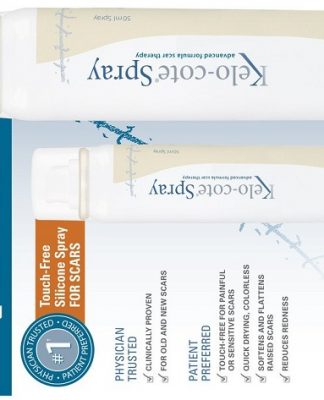 Kelo-cote® Spray
advanced formula scar therapy
50ml Spray
Kelo-cote® Spray
advanced formula scar therapy
50ml Spray
Touch-Free
Silicone Spray
FOR SCARS
PHYSICIAN TRUSTED • PATIENT PREFERRED •
#1
PHYSICIAN
TRUSTED
✓ CLINICALLY PROVEN
✓ FOR OLD AND NEW SCARS
PATIENT
PREFERRED
✓ TOUCH-FREE FOR PAINFUL
OR SENSITIVE SCARS
✓ QUICK DRYING, COLORLESS
✓ SOFTENS AND FLATTENS
RAISED SCARS
✓ REDUCES REDNESS